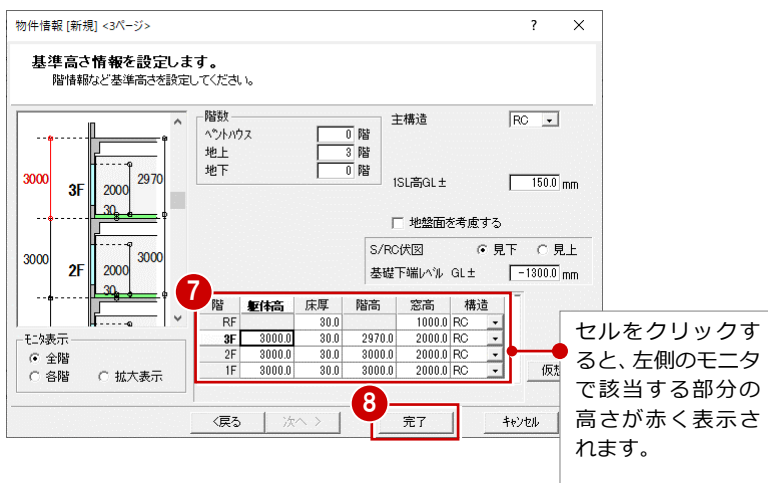 物件情報 [新規] <3ページ>
? ×
基準高さ情報を設定します。
階情報など基準高さを設定してください。
階数
ペントハウス 0 階
地上 3 階
地下 0 階
主構造 RC
1SL高GL± 150.0 mm
地盤面を考慮する
S/RC伏図 見下 見上
基礎下端レベル GL± -1300.0 mm
3000 3F 2000 2970
30
3000 2F 2000 3000
30
モニタ表示
全階
各階 拡大表示
7
階 躯体高 床厚 階高 窓高 構造
RF 30.0 1000.0 RC
3F 3000.0 30.0 2970.0 2000.0 RC
2F 3000.0 30.0 3000.0 2000.0 RC
1F 3000.0 30.0 3000.0 2000.0 RC
8
<戻る 次へ > 完了 キャンセル
セルをクリックす
ると、左側のモニタ
で該当する部分の
高さが赤く表示さ
れます。